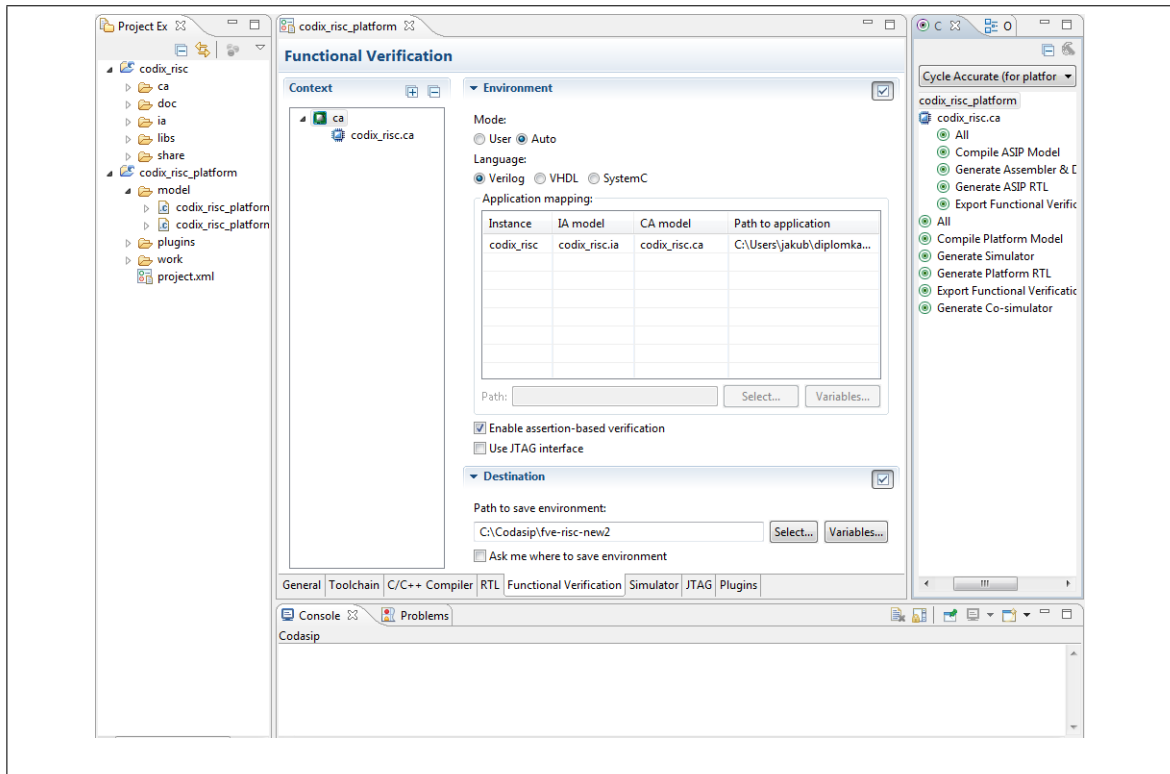 Project Ex
codix_risc
ca
doc
ia
libs
share
codix_risc_platform
model
codix_risc_platforn
codix_risc_platforn
plugins
work
project.xml
codix_risc_platform
Functional Verification
Context
ca
codix_risc.ca
Environment
Mode:
User Auto
Language:
Verilog VHDL SystemC
Application mapping:
Instance IA model CA model Path to application
codix_risc codix_risc.ia codix_risc.ca C:\Users\jakub\diplomka...
Path: Select... Variables...
Enable assertion-based verification
Use JTAG interface
Destination
Path to save environment:
C:\Codasip\fve-risc-new2 Select... Variables...
Ask me where to save environment
General Toolchain C/C++ Compiler RTL Functional Verification Simulator JTAG Plugins
C O
Cycle Accurate (for platfor
codix_risc_platform
codix_risc.ca
All
Compile ASIP Model
Generate Assembler & D
Generate ASIP RTL
Export Functional Verific
All
Compile Platform Model
Generate Simulator
Generate Platform RTL
Export Functional Verificatic
Generate Co-simulator
Console Problems
Codasip